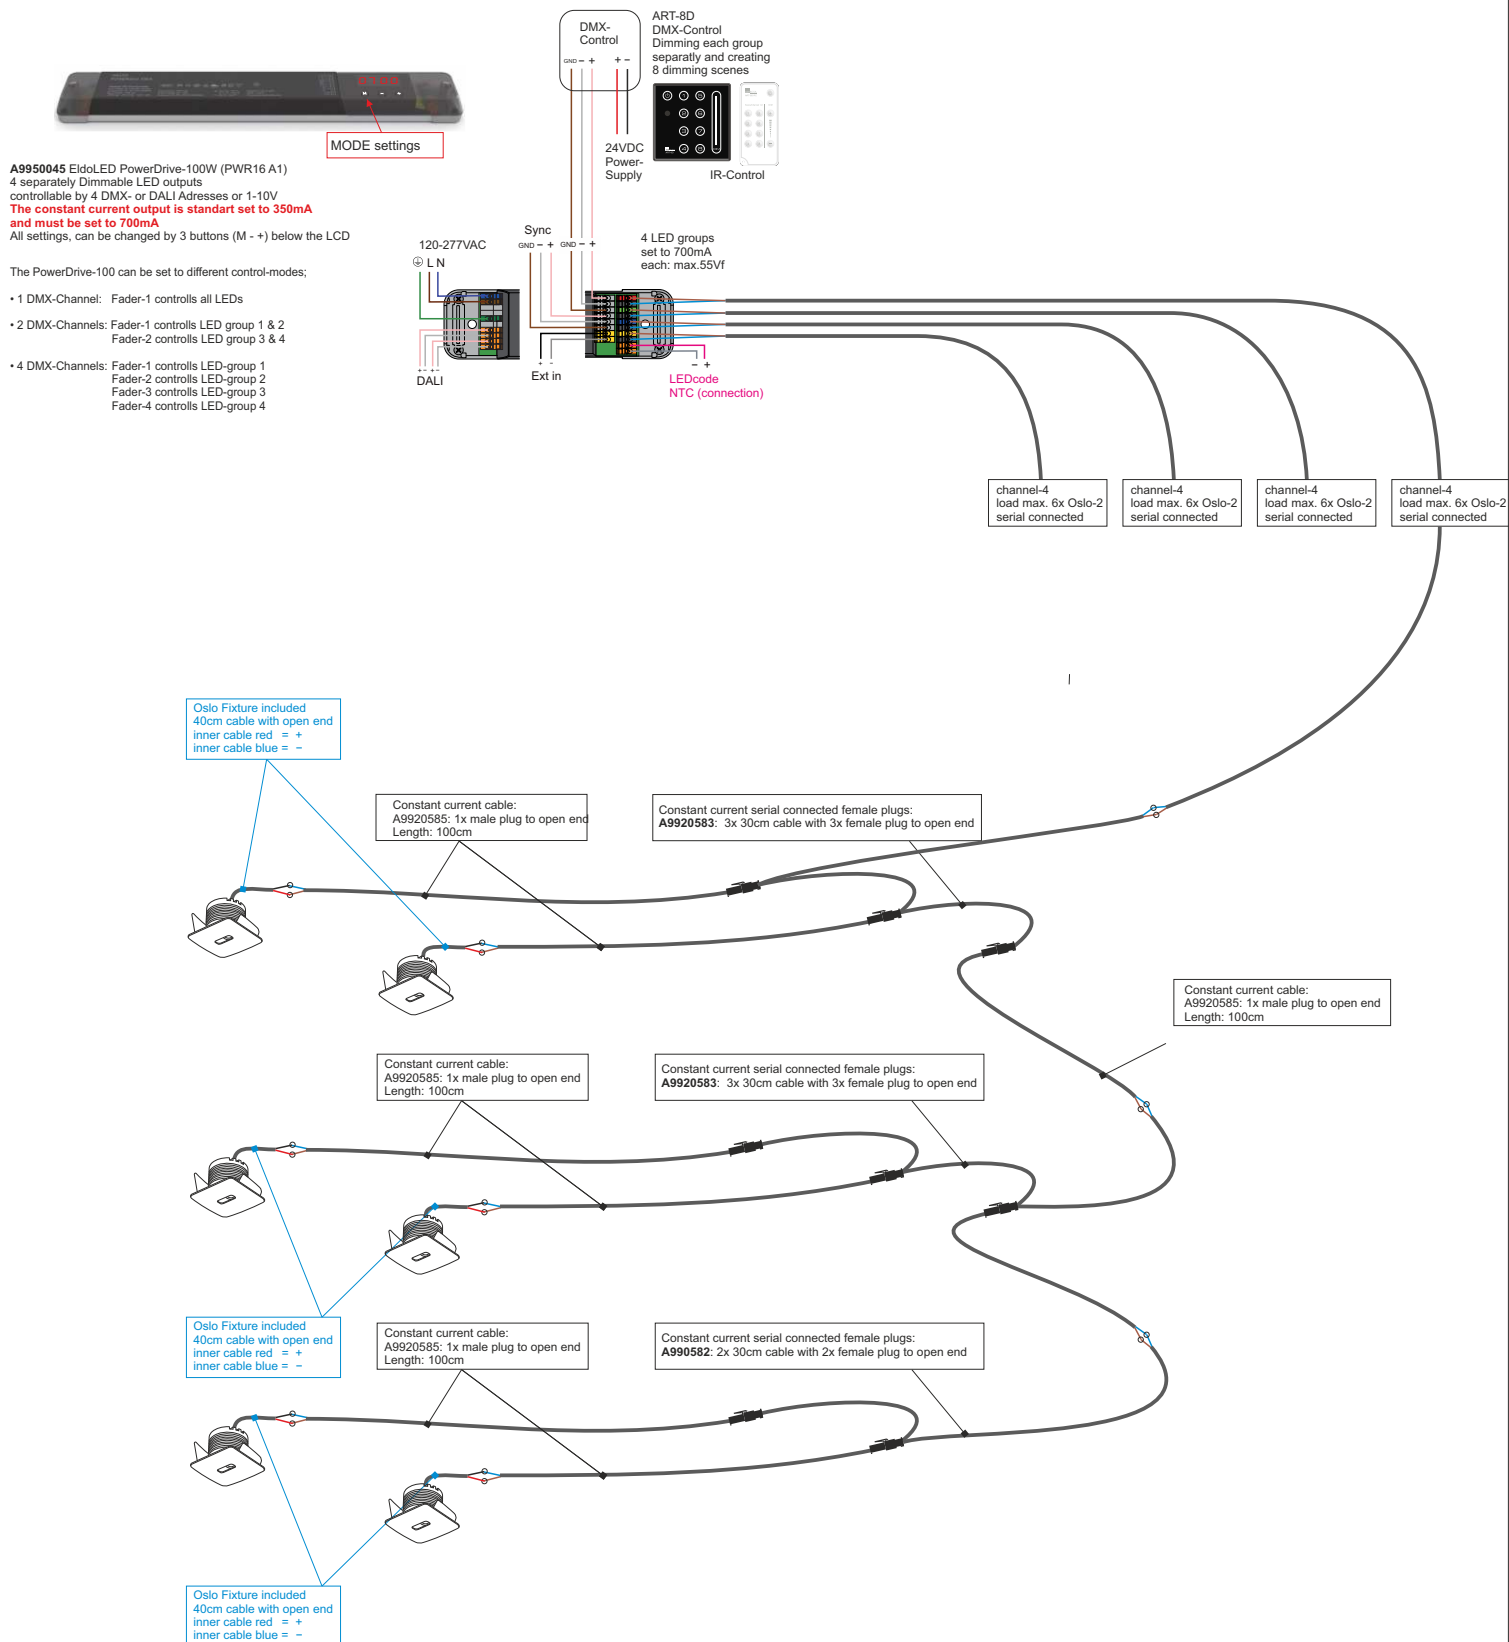 DMX-
Control
GND − +
+ −
ART-8D
DMX-Control
Dimming each group
separatly and creating
8 dimming scenes
24VDC
Power-
Supply
IR-Control
MODE settings
A9950045 EldoLED PowerDrive-100W (PWR16 A1)
4 separately Dimmable LED outputs
controllable by 4 DMX- or DALI Adresses or 1-10V
The constant current output is standart set to 350mA
and must be set to 700mA
All settings, can be changed by 3 buttons (M - +) below the LCD
The PowerDrive-100 can be set to different control-modes;
• 1 DMX-Channel: Fader-1 controlls all LEDs
• 2 DMX-Channels: Fader-1 controlls LED group 1 & 2
Fader-2 controlls LED group 3 & 4
• 4 DMX-Channels: Fader-1 controlls LED-group 1
Fader-2 controlls LED-group 2
Fader-3 controlls LED-group 3
Fader-4 controlls LED-group 4
120-277VAC
L N
Sync
GND − +
GND − +
4 LED groups
set to 700mA
each: max.55Vf
+ − + −
DALI
+ −
Ext in
− +
LEDcode
NTC (connection)
channel-4
load max. 6x Oslo-2
serial connected
channel-4
load max. 6x Oslo-2
serial connected
channel-4
load max. 6x Oslo-2
serial connected
channel-4
load max. 6x Oslo-2
serial connected
Oslo Fixture included
40cm cable with open end
inner cable red = +
inner cable blue = −
Constant current cable:
A9920585: 1x male plug to open end
Length: 100cm
Constant current serial connected female plugs:
A9920583: 3x 30cm cable with 3x female plug to open end
Constant current cable:
A9920585: 1x male plug to open end
Length: 100cm
Constant current cable:
A9920585: 1x male plug to open end
Length: 100cm
Constant current serial connected female plugs:
A9920583: 3x 30cm cable with 3x female plug to open end
Oslo Fixture included
40cm cable with open end
inner cable red = +
inner cable blue = −
Constant current cable:
A9920585: 1x male plug to open end
Length: 100cm
Constant current serial connected female plugs:
A990582: 2x 30cm cable with 2x female plug to open end
Oslo Fixture included
40cm cable with open end
inner cable red = +
inner cable blue = −